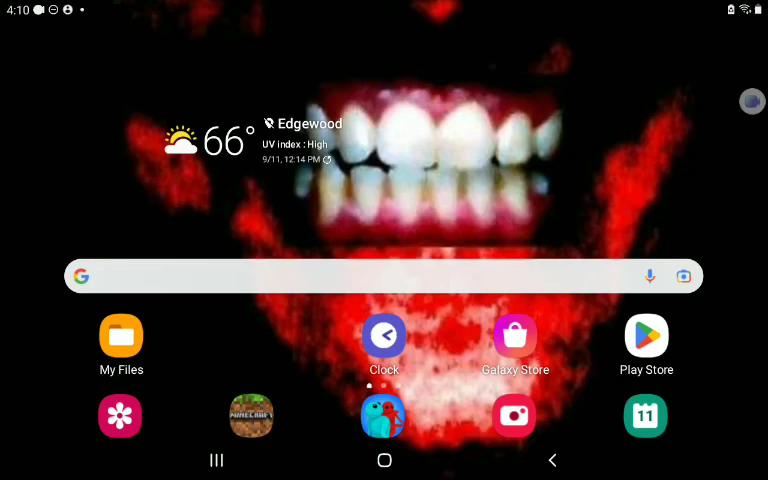 4:10
66°
Edgewood
UV index : High
9/11, 12:14 PM
My Files
Clock
Galaxy Store
Play Store
MINECRAFT
11